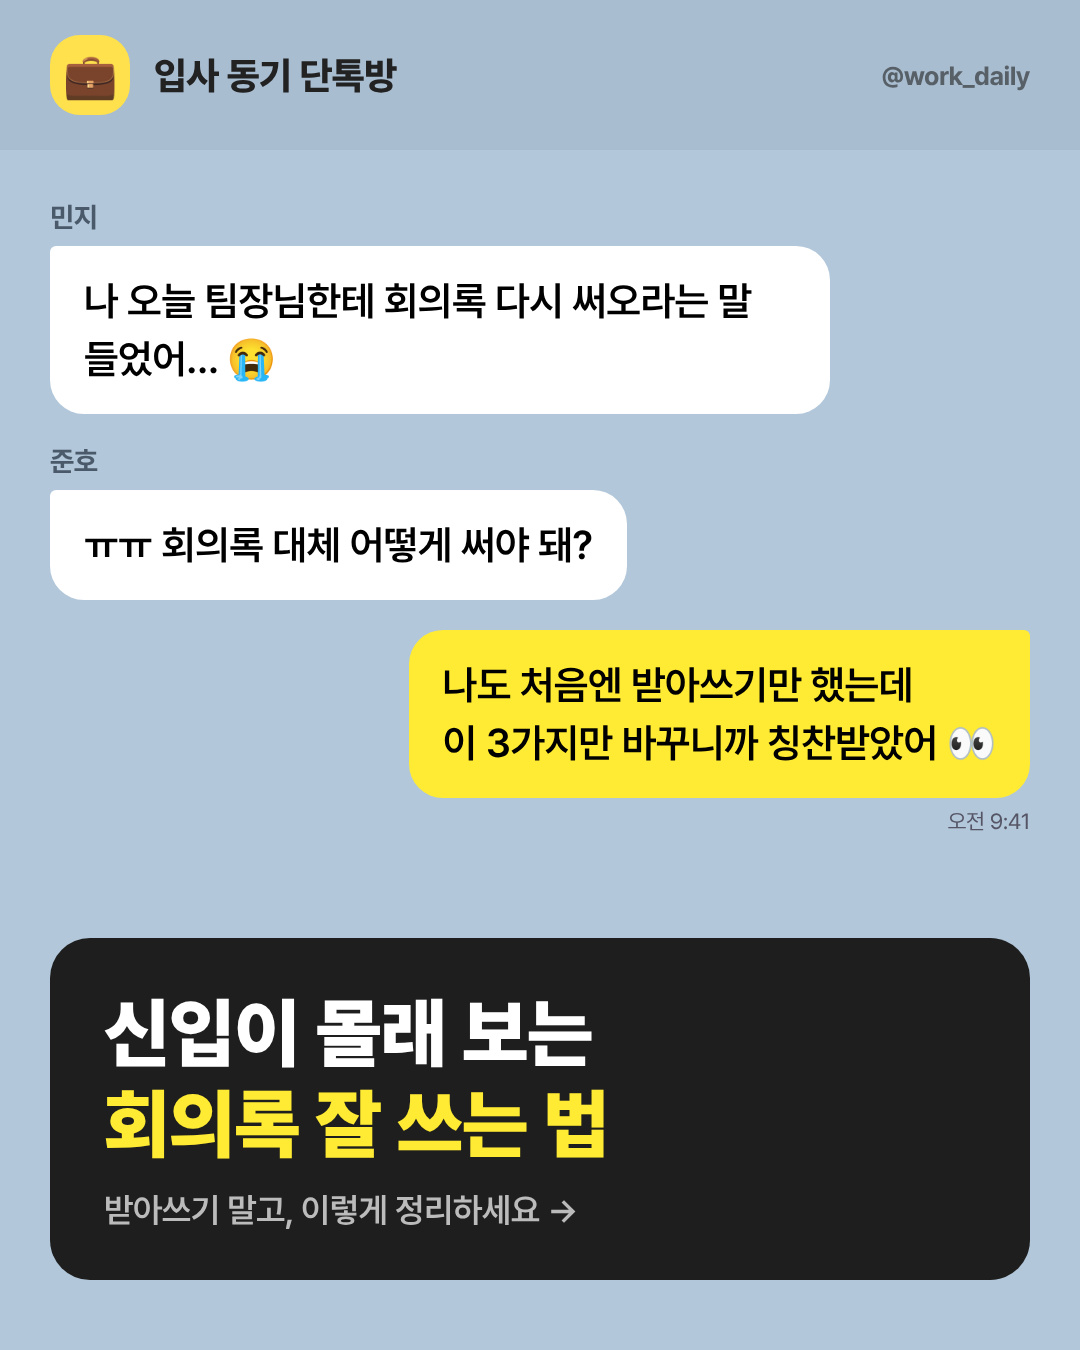 입사 동기 단톡방
@work_daily
민지
나 오늘 팀장님한테 회의록 다시 써오라는 말
들었어... 😭
준호
ㅠㅠ 회의록 대체 어떻게 써야 돼?
나도 처음엔 받아쓰기만 했는데
이 3가지만 바꾸니까 칭찬받았어 👀
오전 9:41
신입이 몰래 보는
회의록 잘 쓰는 법
받아쓰기 말고, 이렇게 정리하세요 →